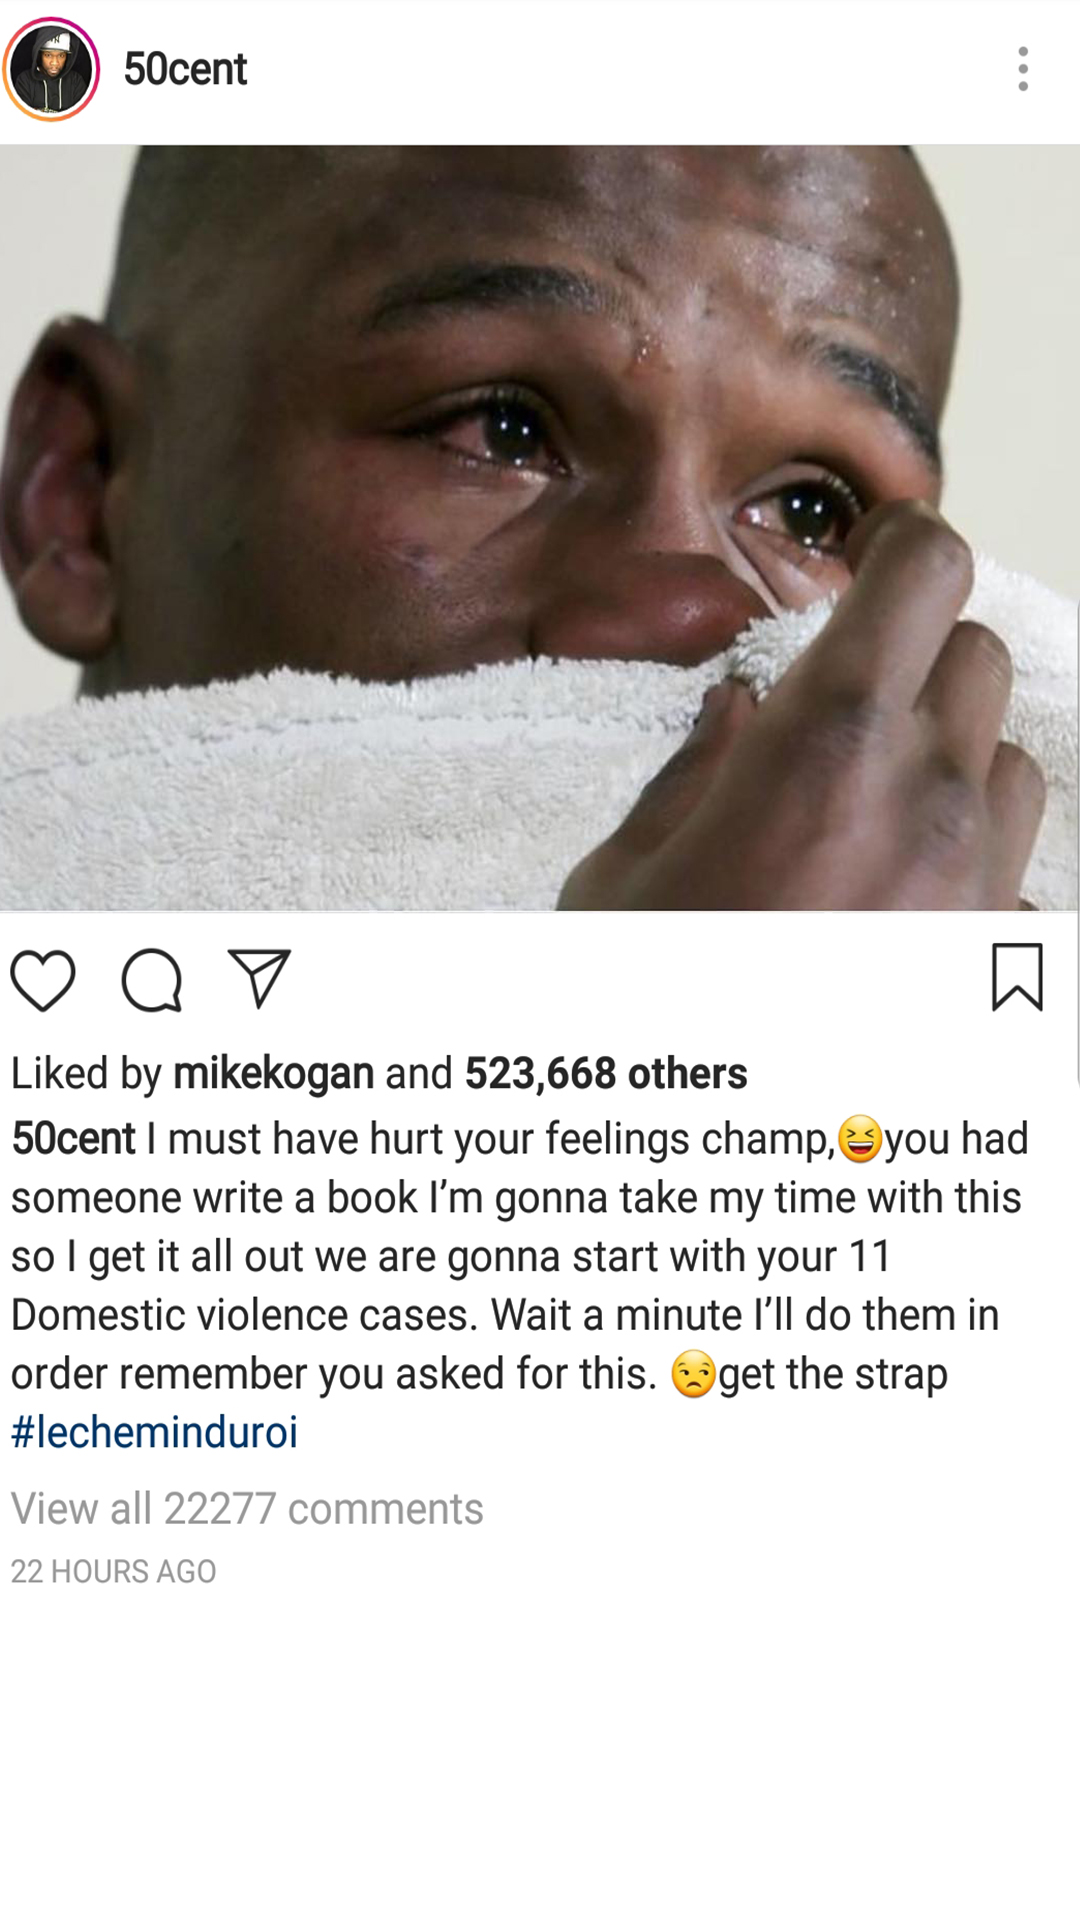 50cent
Liked by mikekogan and 523,668 others
50cent I must have hurt your feelings champ,😆you had
someone write a book I'm gonna take my time with this
so I get it all out we are gonna start with your 11
Domestic violence cases. Wait a minute I'll do them in
order remember you asked for this. 😒get the strap
#lecheminduroi
View all 22277 comments
22 HOURS AGO